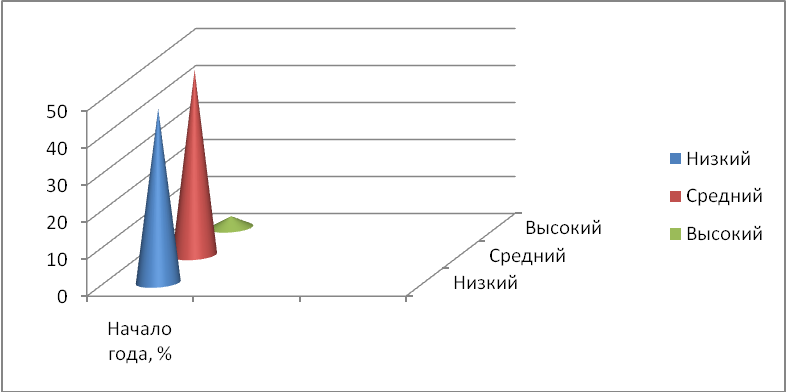 50
40
30
20
10
0
Начало
года, %
Высокий
Средний
Низкий
Низкий
Средний
Высокий